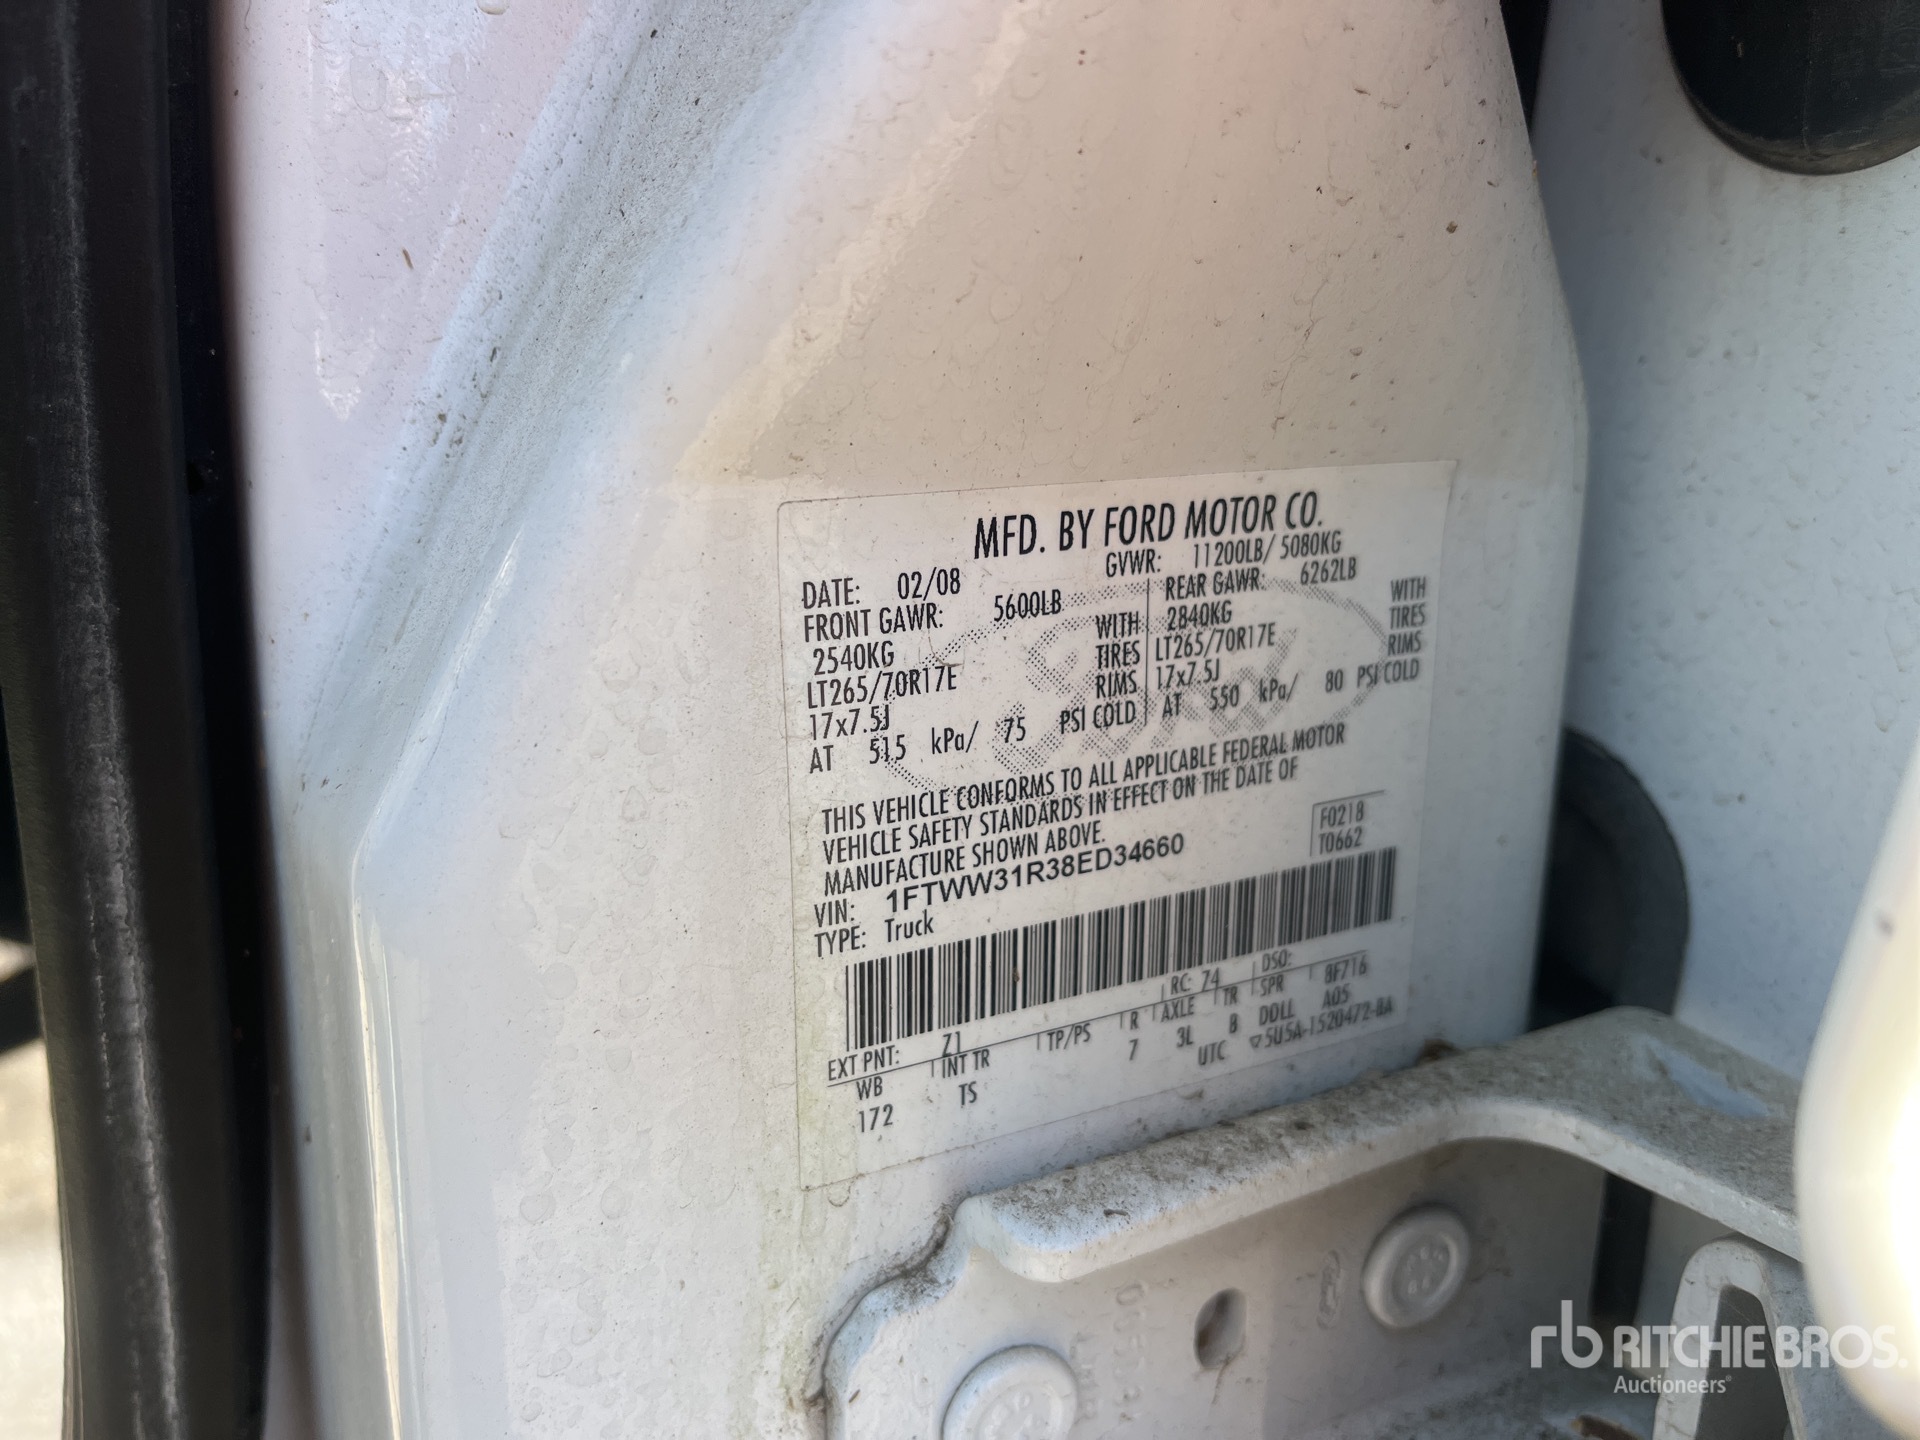 MFD. BY FORD MOTOR CO.
DATE: 02/08 GVWR: 11200LB/ 5080KG
FRONT GAWR: 5600LB REAR GAWR: 6262LB
2540KG WITH 2840KG WITH
LT265/70R17E TIRES LT265/70R17E TIRES
17x7.5J RIMS 17x7.5J RIMS
AT 515 kPa/ 75 PSI COLD AT 550 kPa/ 80 PSI COLD
THIS VEHICLE CONFORMS TO ALL APPLICABLE FEDERAL MOTOR
VEHICLE SAFETY STANDARDS IN EFFECT ON THE DATE OF
MANUFACTURE SHOWN ABOVE.
F0218
T0662
VIN: 1FTWW31R38ED34660
TYPE: Truck
EXT PNT: Z1 RC: 74 DSO:
WB INT TR TP/PS R AXLE TR SPR 8F716
172 TS 7 3L B DOLL A05
UTC ▽5U5A-1520472-BA
rb RITCHIE BROS.
Auctioneers